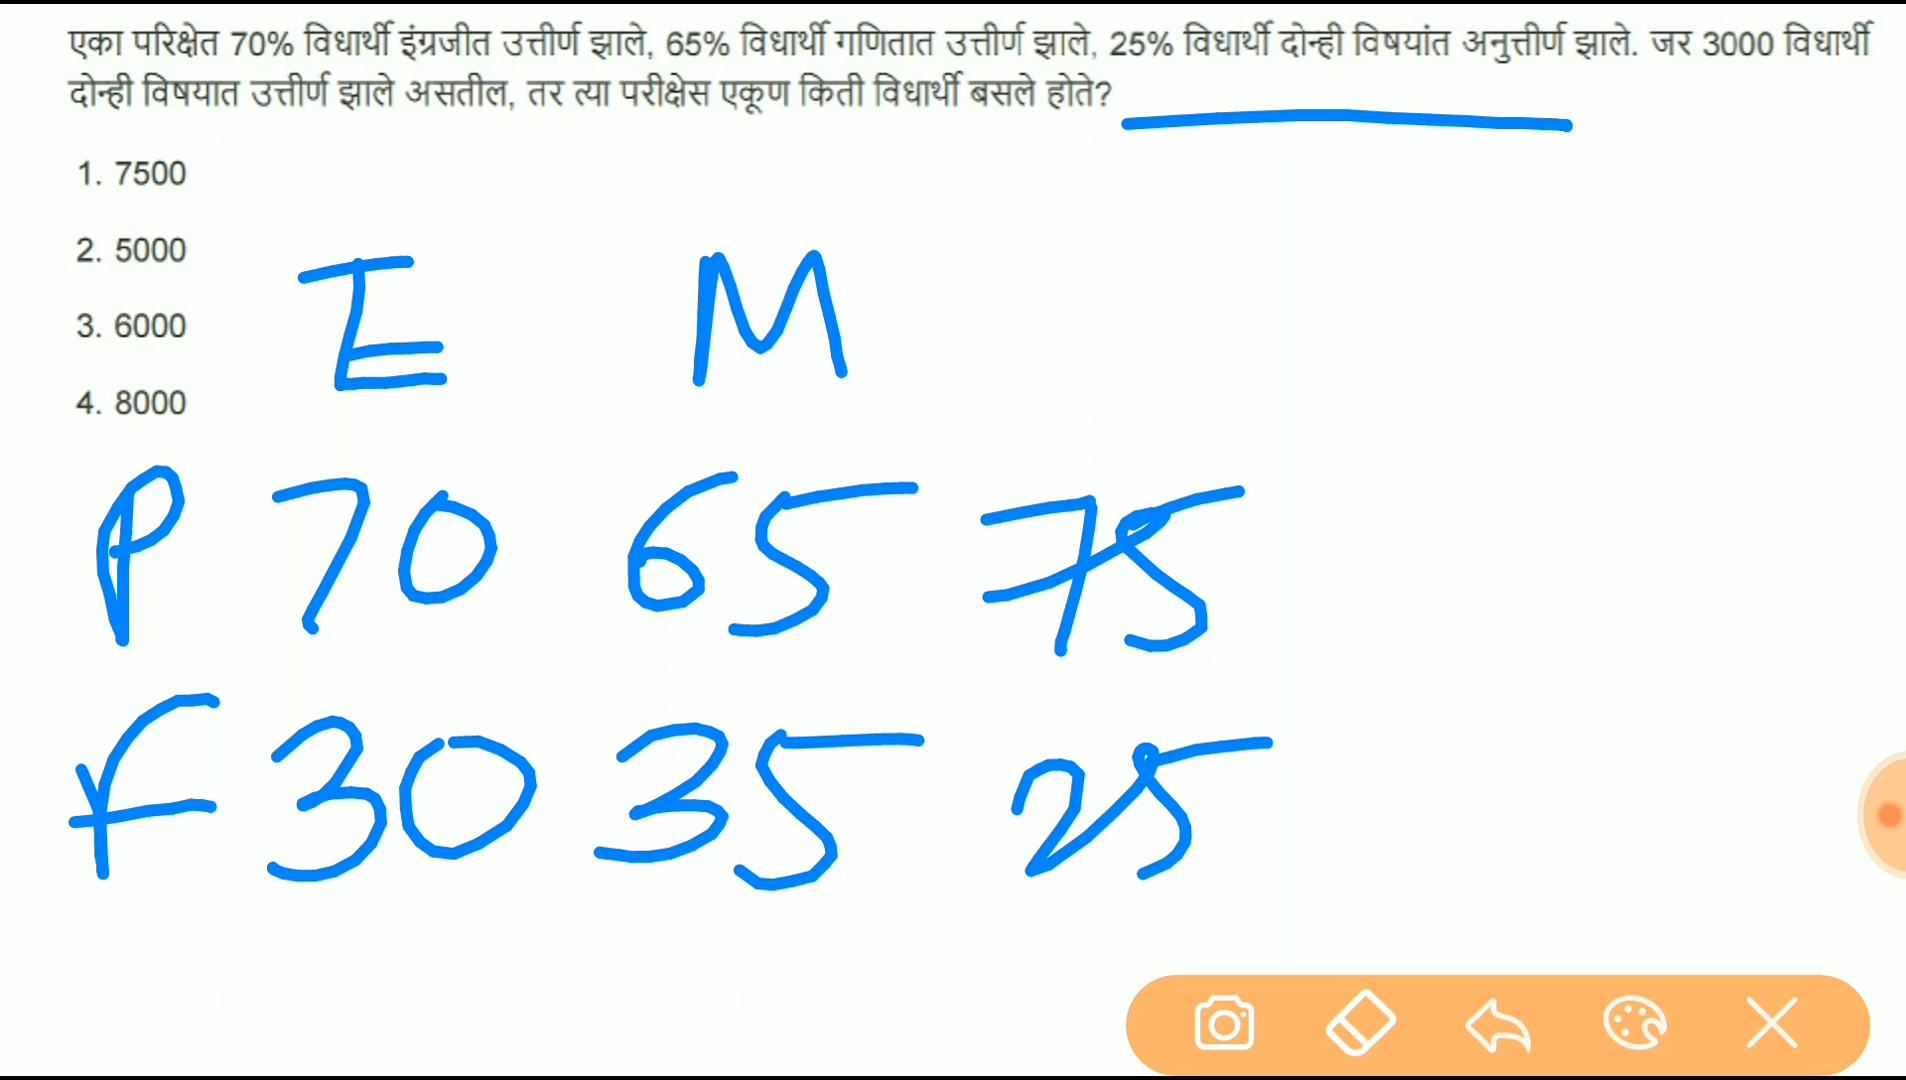 एका परिक्षेत 70% विधार्थी इंग्रजीत उत्तीर्ण झाले, 65% विधार्थी गणितात उत्तीर्ण झाले, 25% विधार्थी दोन्ही विषयांत अनुत्तीर्ण झाले. जर 3000 विधार्थी
दोन्ही विषयात उत्तीर्ण झाले असतील, तर त्या परीक्षेस एकूण किती विधार्थी बसले होते?
1. 7500
2. 5000
3. 6000
4. 8000
E M
P 70 65 75
F 30 35 25